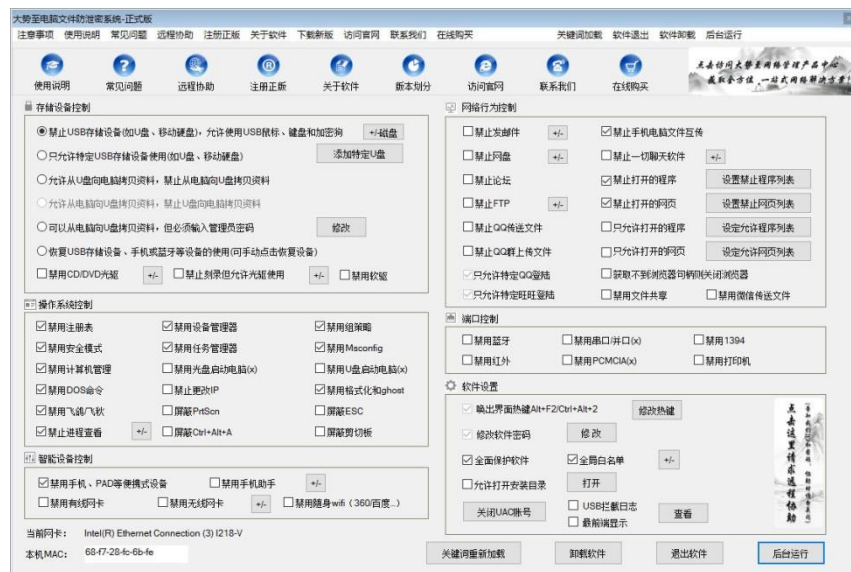 大势至电脑文件防泄密系统-正式版
注意事项 使用说明 常见问题 远程协助 注册正版 关于软件 下载新版 访问官网 联系我们 在线购买 关键词加载 软件退出 软件卸载 后台运行
使用说明 常见问题 远程协助 注册正版 关于软件 版本划分 访问官网 联系我们 在线购买
点击访问大势至网络管理产品中心
获取全方位、一站式网络解决方案!
存储设备控制
禁止USB存储设备(如U盘、移动硬盘),允许使用USB鼠标、键盘和加密狗 +/-磁盘
只允许特定USB存储设备使用(如U盘、移动硬盘) 添加特定U盘
允许从U盘向电脑拷贝资料,禁止从电脑向U盘拷贝资料
允许从电脑向U盘拷贝资料,禁止U盘向电脑拷贝资料
可以从电脑向U盘拷贝资料,但必须输入管理员密码 修改
恢复USB存储设备、手机或蓝牙等设备的使用(可手动点击恢复设备)
禁用CD/DVD光驱 +/- 禁止刻录但允许光驱使用 +/- 禁用软驱
操作系统控制
禁用注册表 禁用设备管理器 禁用组策略
禁用安全模式 禁用任务管理器 禁用Msconfig
禁用计算机管理 禁用光盘启动电脑(x) 禁用U盘启动电脑(x)
禁用DOS命令 禁止更改IP 禁用格式化和ghost
禁用飞鸽/飞秋 屏蔽PrtScn 屏蔽ESC
禁止进程查看 +/- 屏蔽Ctrl+Alt+A 屏蔽剪切板
智能设备控制
禁用手机、PAD等便携式设备 禁用手机助手 +/-
禁用有线网卡 禁用无线网卡 +/- 禁用随身wifi(360/百度...)
当前网卡: Intel(R) Ethernet Connection (3) I218-V
本机MAC: 68-f7-28-fc-6b-fe
网络行为控制
禁止发邮件 +/- 禁止手机电脑文件互传
禁止网盘 +/- 禁止一切聊天软件 +/-
禁止论坛 禁止打开的程序 设置禁止程序列表
禁止FTP +/- 禁止打开的网页 设置禁止网页列表
禁止QQ传送文件 只允许打开的程序 设定允许程序列表
禁止QQ群上传文件 只允许打开的网页 设定允许网页列表
只允许特定QQ登陆 获取不到浏览器句柄则关闭浏览器
只允许特定旺旺登陆 禁用文件共享 禁用微信传送文件
端口控制
禁用蓝牙 禁用串口/并口(x) 禁用1394
禁用红外 禁用PCMCIA(x) 禁用打印机
软件设置
唤出界面热键Alt+F2/Ctrl+Alt+2 修改热键
修改软件密码 修改
全面保护软件 全局白名单 +/-
允许打开安装目录 打开
关闭UAC帐号 USB拦截日志 查看
最前端显示
点击这里请求远程协助
关键词重新加载 卸载软件 退出软件 后台运行